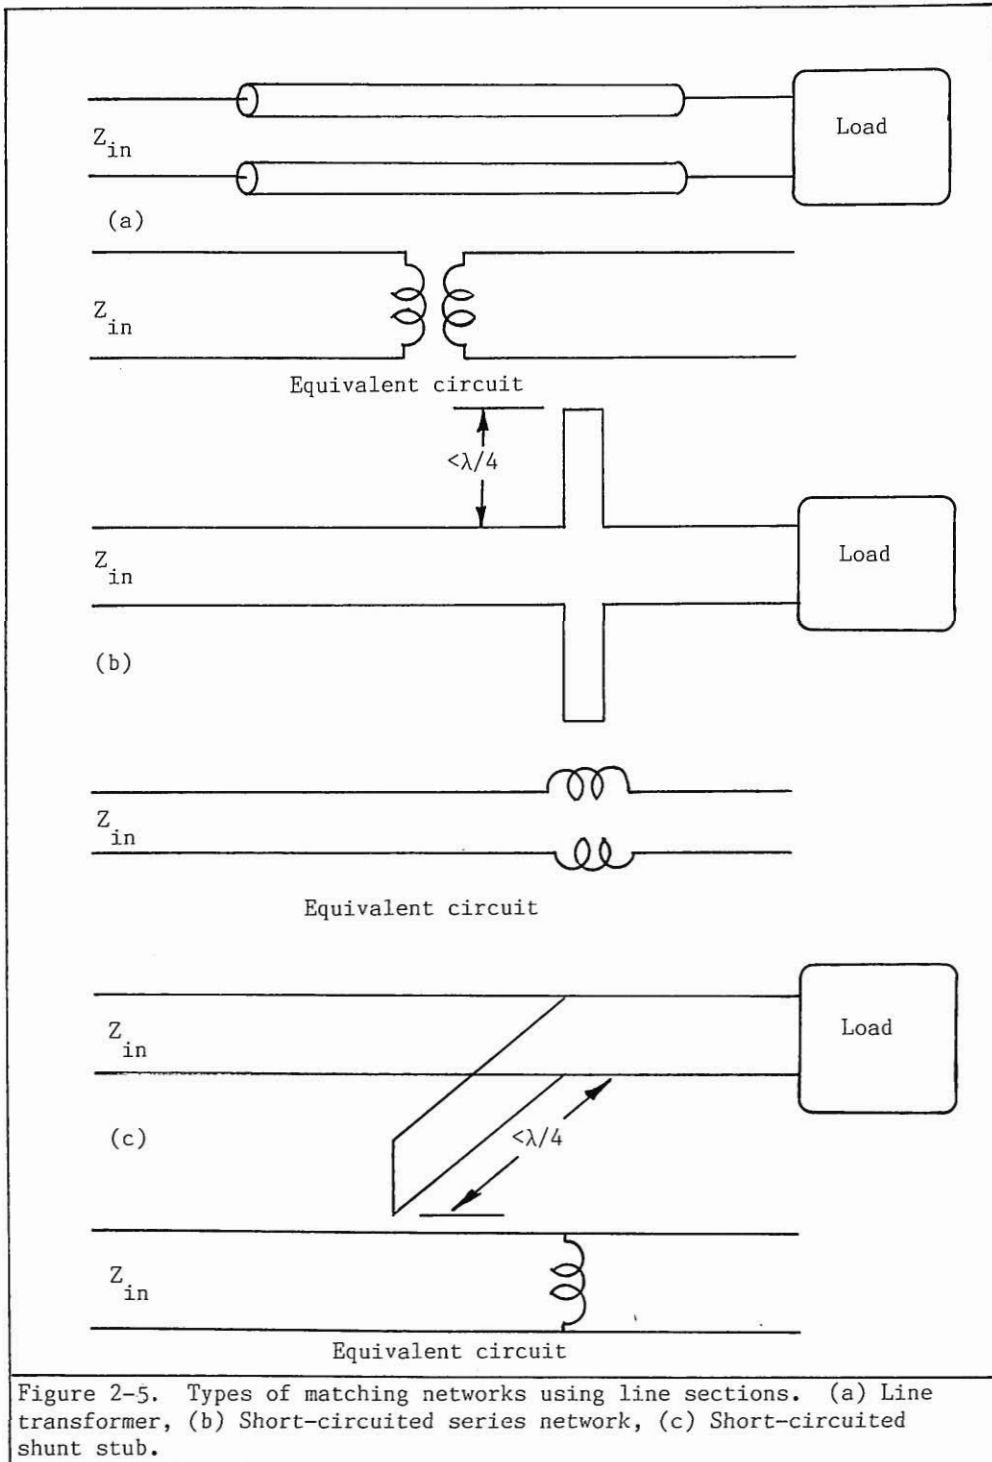 Load
Z
in
(a)
Z
in
Equivalent circuit
<λ/4
Load
Z
in
(b)
Z
in
Equivalent circuit
Load
Z
in
(c)
<λ/4
Z
in
Equivalent circuit
Figure 2-5. Types of matching networks using line sections. (a) Line
transformer, (b) Short-circuited series network, (c) Short-circuited
shunt stub.